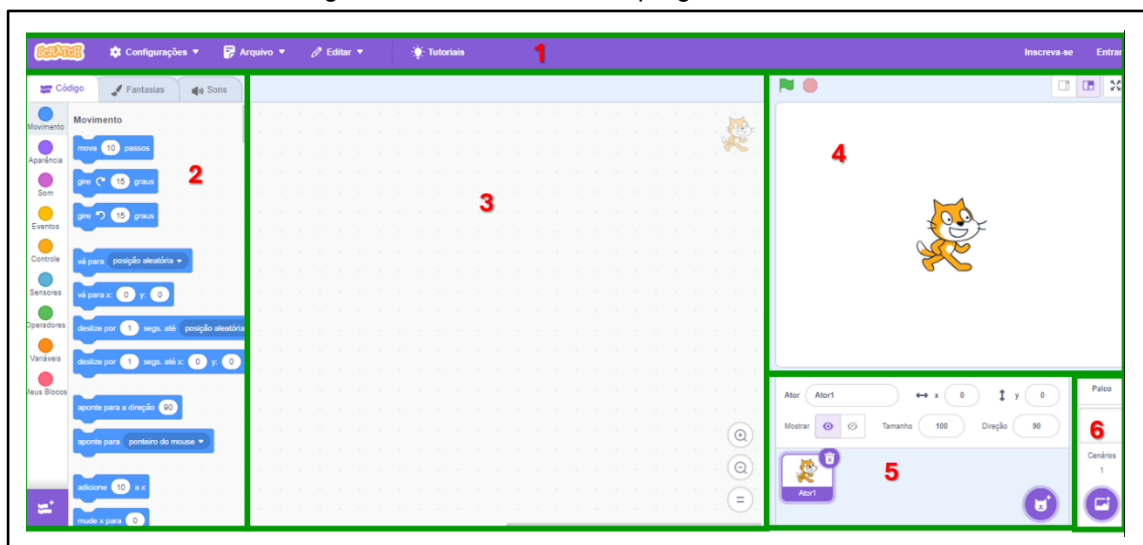 SCRATCH Configurações Arquivo Editar Tutoriais 1 Inscreva-se Entrar
Código Fantasias Sons
Movimento
Aparência
Som
Eventos
Controle
Sensores
Operadores
Variáveis
Meus Blocos
Movimento
mova 10 passos
gire 15 graus
2
gire 15 graus
vá para posição aleatória
vá para x: 0 y: 0
deslize por 1 segs. até posição aleatória
deslize por 1 segs. até x: 0 y: 0
aponte para a direção 90
aponte para ponteiro do mouse
adicione 10 a x
mude x para 0
3
4
Ator Ator1 x 0 y 0
Mostrar Tamanho 100 Direção 90
Ator1
5
Palco
6
Cenários
1